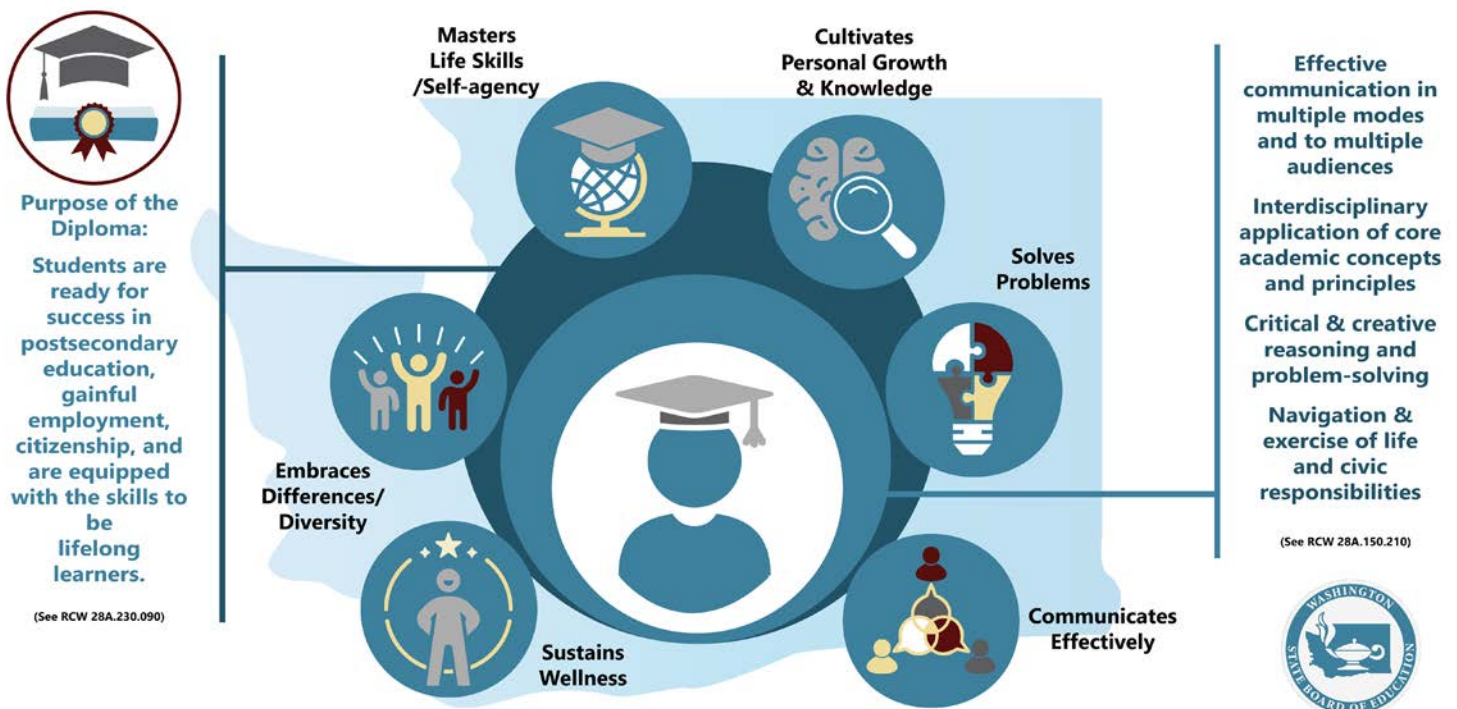 Purpose of the
Diploma:
Students are
ready for
success in
postsecondary
education,
gainful
employment,
citizenship, and
are equipped
with the skills to
be
lifelong
learners.
(See RCW 28A.230.090)
Masters
Life Skills
/Self-agency
Cultivates
Personal Growth
& Knowledge
Solves
Problems
Embraces
Differences/
Diversity
Sustains
Wellness
Communicates
Effectively
Effective
communication in
multiple modes
and to multiple
audiences
Interdisciplinary
application of core
academic concepts
and principles
Critical & creative
reasoning and
problem-solving
Navigation &
exercise of life
and civic
responsibilities
(See RCW 28A.150.210)
WASHINGTON
STATE BOARD OF EDUCATION